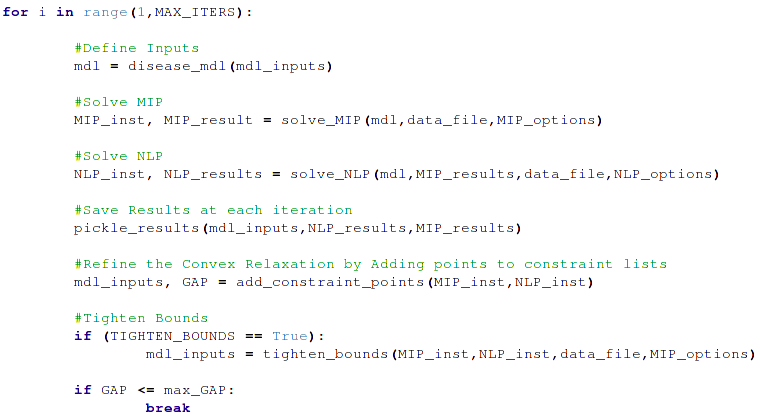 for i in range(1,MAX_ITERS):
#Define Inputs
mdl = disease_mdl(mdl_inputs)
#Solve MIP
MIP_inst, MIP_result = solve_MIP(mdl,data_file,MIP_options)
#Solve NLP
NLP_inst, NLP_results = solve_NLP(mdl,MIP_results,data_file,NLP_options)
#Save Results at each iteration
pickle_results(mdl_inputs,NLP_results,MIP_results)
#Refine the Convex Relaxation by Adding points to constraint lists
mdl_inputs, GAP = add_constraint_points(MIP_inst,NLP_inst)
#Tighten Bounds
if (TIGHTEN_BOUNDS == True):
mdl_inputs = tighten_bounds(MIP_inst,NLP_inst,data_file,MIP_options)
if GAP <= max_GAP:
break